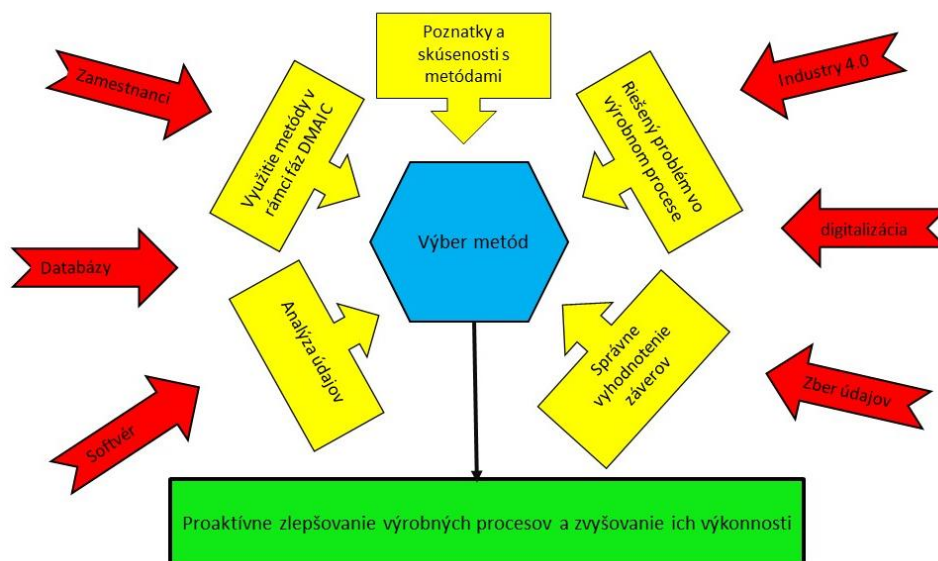 Poznatky a
skúsenosti s
metódami
Zamestnanci
Industry 4.0
Využitie metódy v
rámci fáz DMAIC
Riešený problém vo
výrobnom procese
Výber metód
Databázy
digitalizácia
Analýza údajov
Správne
vyhodnotenie
záverov
Softvér
Zber údajov
Proaktívne zlepšovanie výrobných procesov a zvyšovanie ich výkonnosti